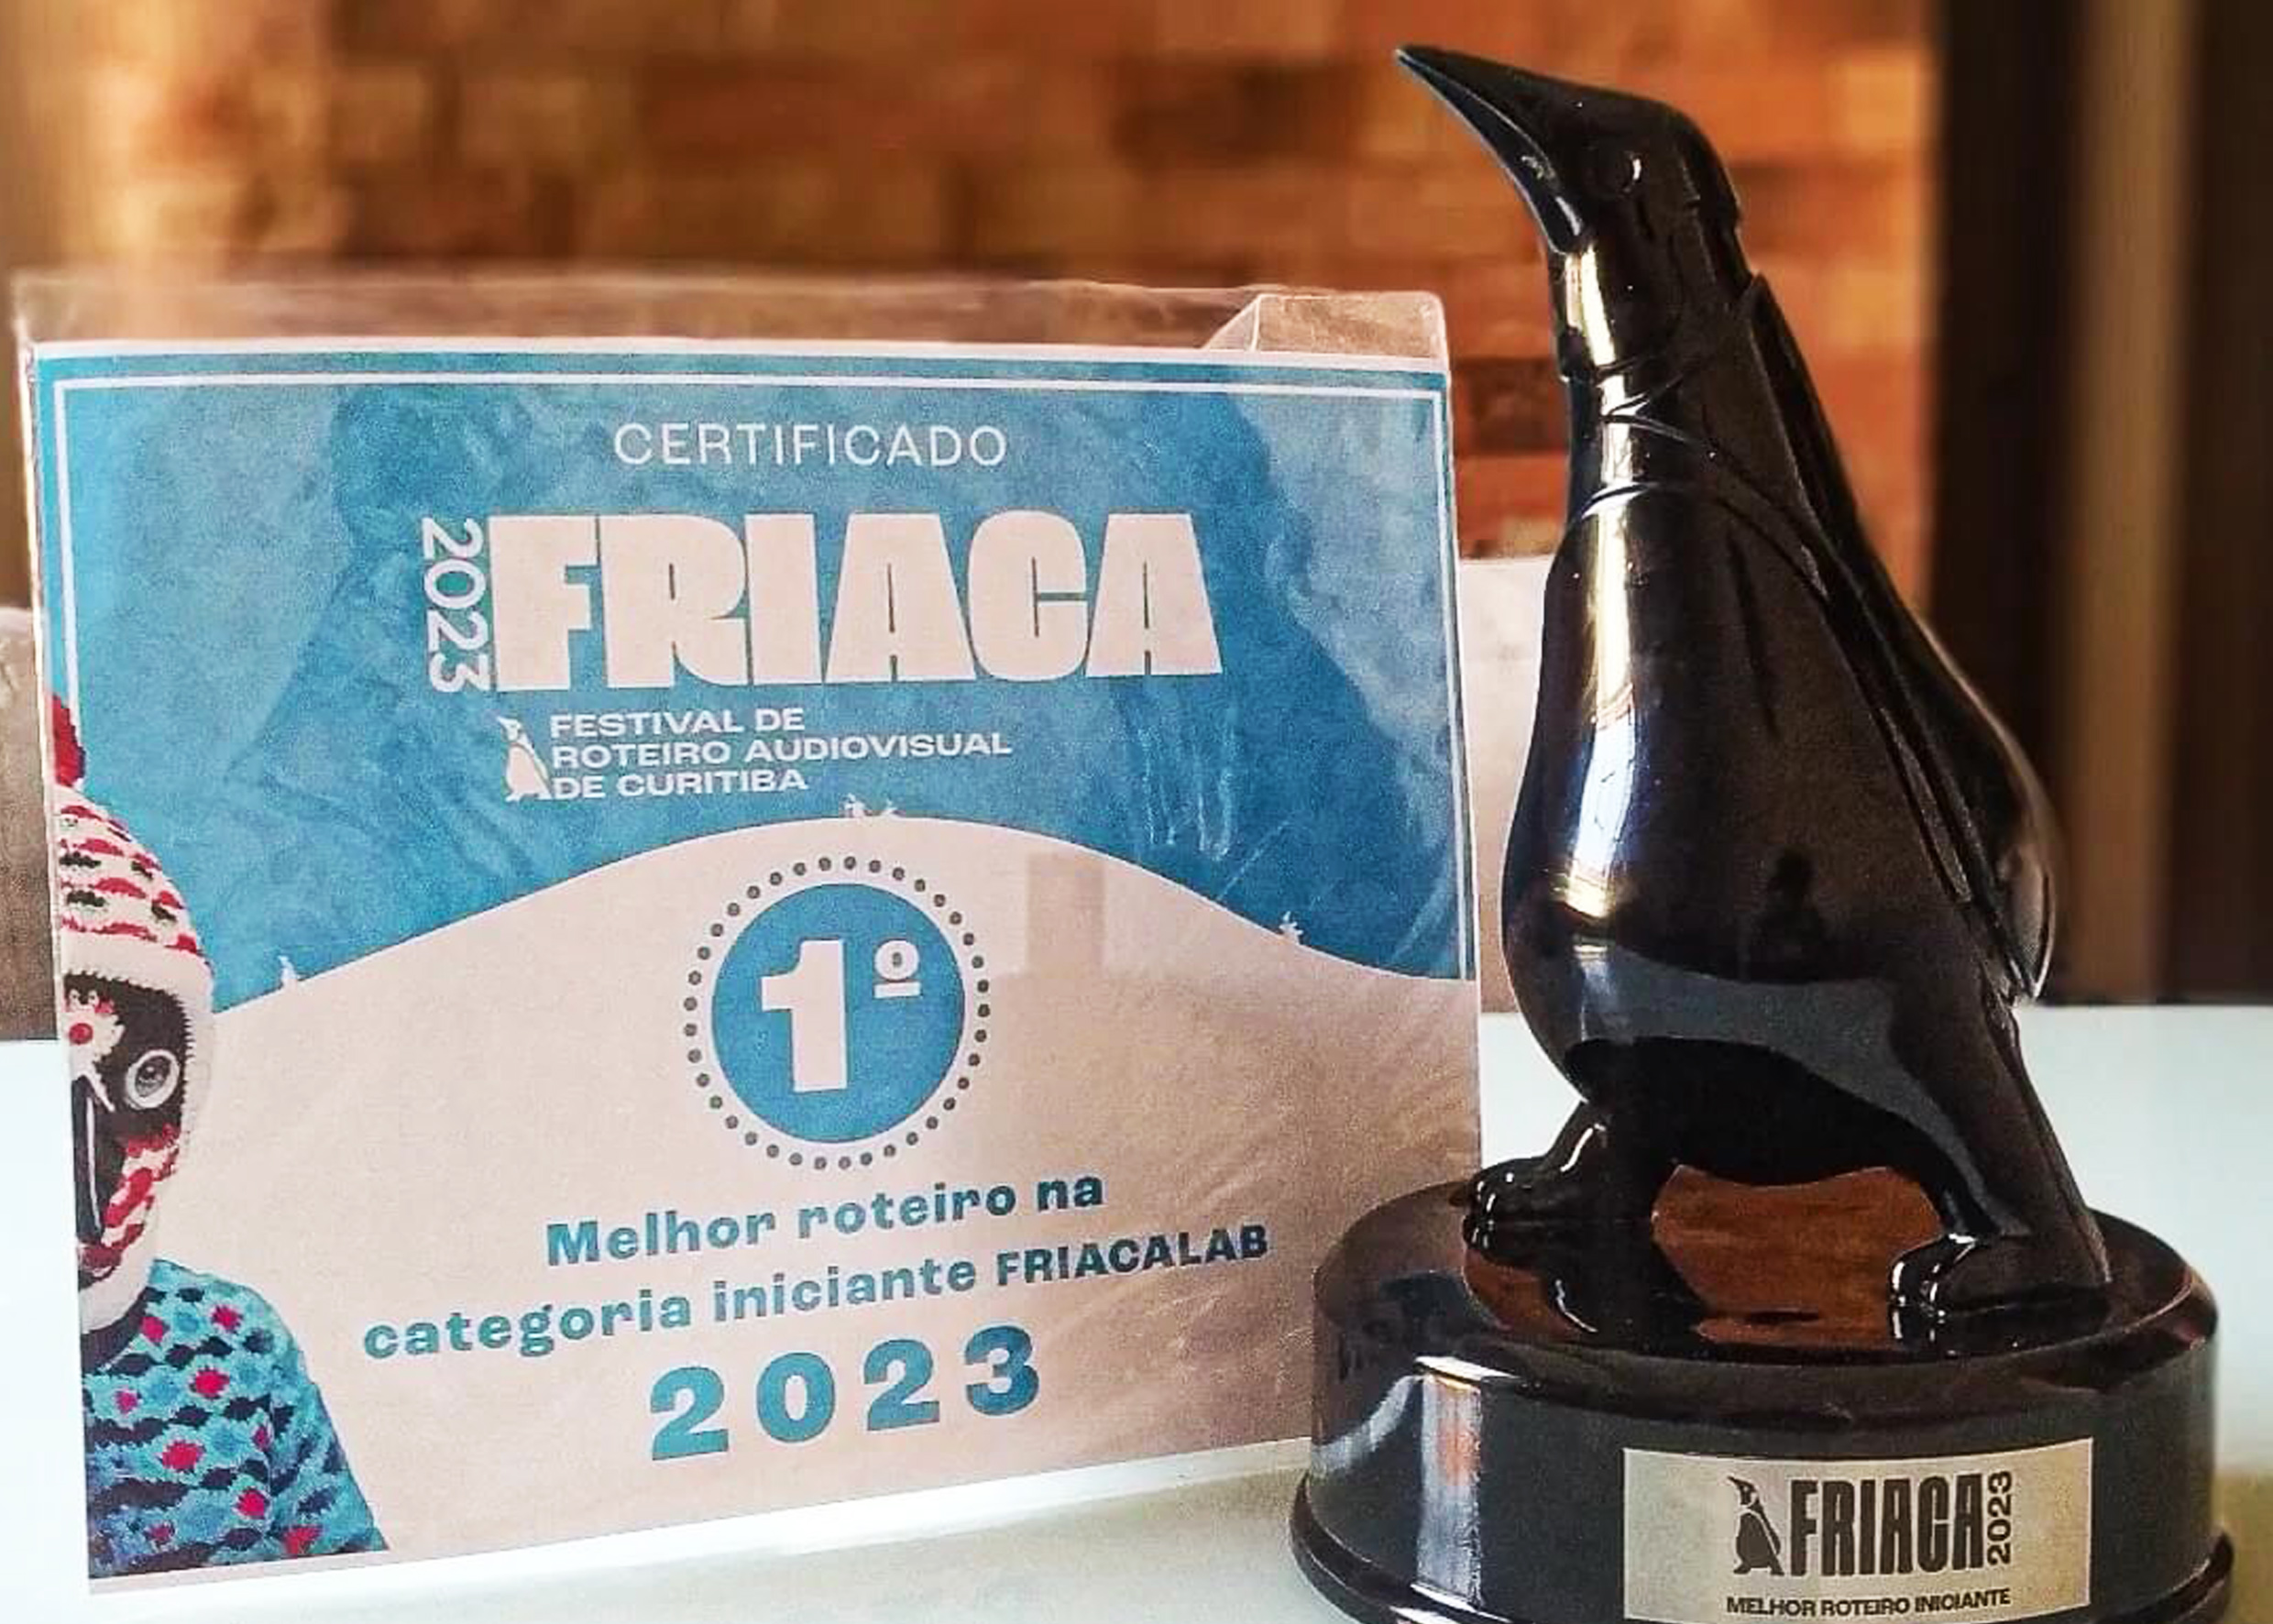 CERTIFICADO
2023
FRIACA
FESTIVAL DE
ROTEIRO AUDIOVISUAL
DE CURITIBA
1º
Melhor roteiro na
categoria iniciante FRIACALAB
2023
FRIACA 2023
MELHOR ROTEIRO INICIANTE